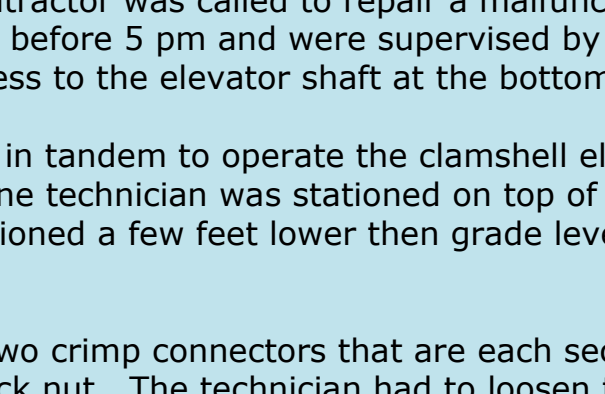 ntractor was called to repair a malfunc
before 5 pm and were supervised by
ess to the elevator shaft at the bottom
in tandem to operate the clamshell el
ne technician was stationed on top of
ioned a few feet lower then grade leve
wo crimp connectors that are each sec
ck nut. The technician had to loosen t